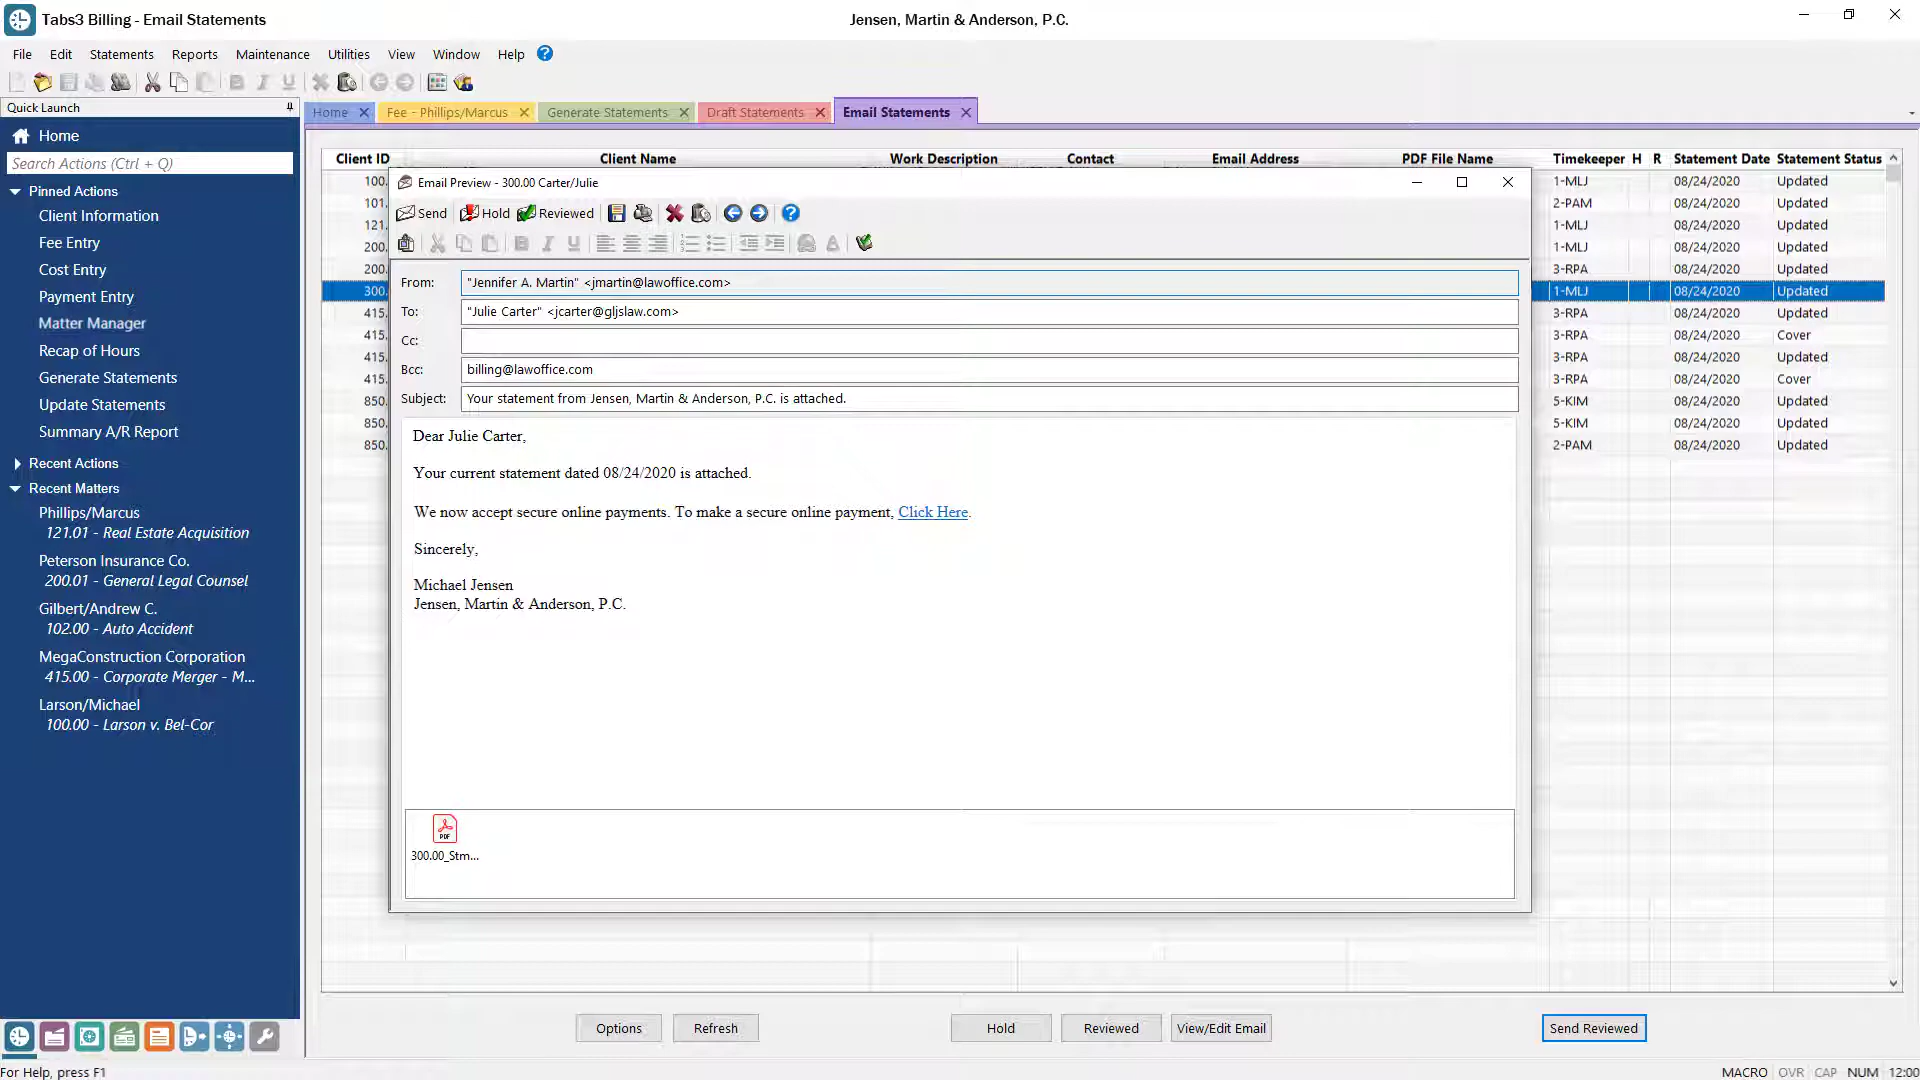 Tabs3 Billing - Email Statements
Jensen, Martin & Anderson, P.C.
File Edit Statements Reports Maintenance Utilities View Window Help
Quick Launch
Home
Search Actions (Ctrl + Q)
Pinned Actions
Client Information
Fee Entry
Cost Entry
Payment Entry
Matter Manager
Recap of Hours
Generate Statements
Update Statements
Summary A/R Report
Recent Actions
Recent Matters
Phillips/Marcus
121.01 - Real Estate Acquisition
Peterson Insurance Co.
200.01 - General Legal Counsel
Gilbert/Andrew C.
102.00 - Auto Accident
MegaConstruction Corporation
415.00 - Corporate Merger - M...
Larson/Michael
100.00 - Larson v. Bel-Cor
Home Fee - Phillips/Marcus Generate Statements Draft Statements Email Statements
Client ID Client Name Work Description Contact Email Address PDF File Name Timekeeper H R Statement Date Statement Status
100. 1-MLJ 08/24/2020 Updated
101. 2-PAM 08/24/2020 Updated
121. 1-MLJ 08/24/2020 Updated
200. 1-MLJ 08/24/2020 Updated
200. 3-RPA 08/24/2020 Updated
300. 1-MLJ 08/24/2020 Updated
415. 3-RPA 08/24/2020 Updated
415. 3-RPA 08/24/2020 Cover
415. 3-RPA 08/24/2020 Updated
415. 3-RPA 08/24/2020 Cover
850. 5-KIM 08/24/2020 Updated
850. 5-KIM 08/24/2020 Updated
850. 2-PAM 08/24/2020 Updated
Email Preview - 300.00 Carter/Julie
Send Hold Reviewed
From: "Jennifer A. Martin" <jmartin@lawoffice.com>
To: "Julie Carter" <jcarter@gljslaw.com>
Cc:
Bcc: billing@lawoffice.com
Subject: Your statement from Jensen, Martin & Anderson, P.C. is attached.
Dear Julie Carter,
Your current statement dated 08/24/2020 is attached.
We now accept secure online payments. To make a secure online payment, Click Here.
Sincerely,
Michael Jensen
Jensen, Martin & Anderson, P.C.
PDF
300.00_Stm...
Options Refresh Hold Reviewed View/Edit Email Send Reviewed
For Help, press F1
MACRO OVR CAP NUM 12:00